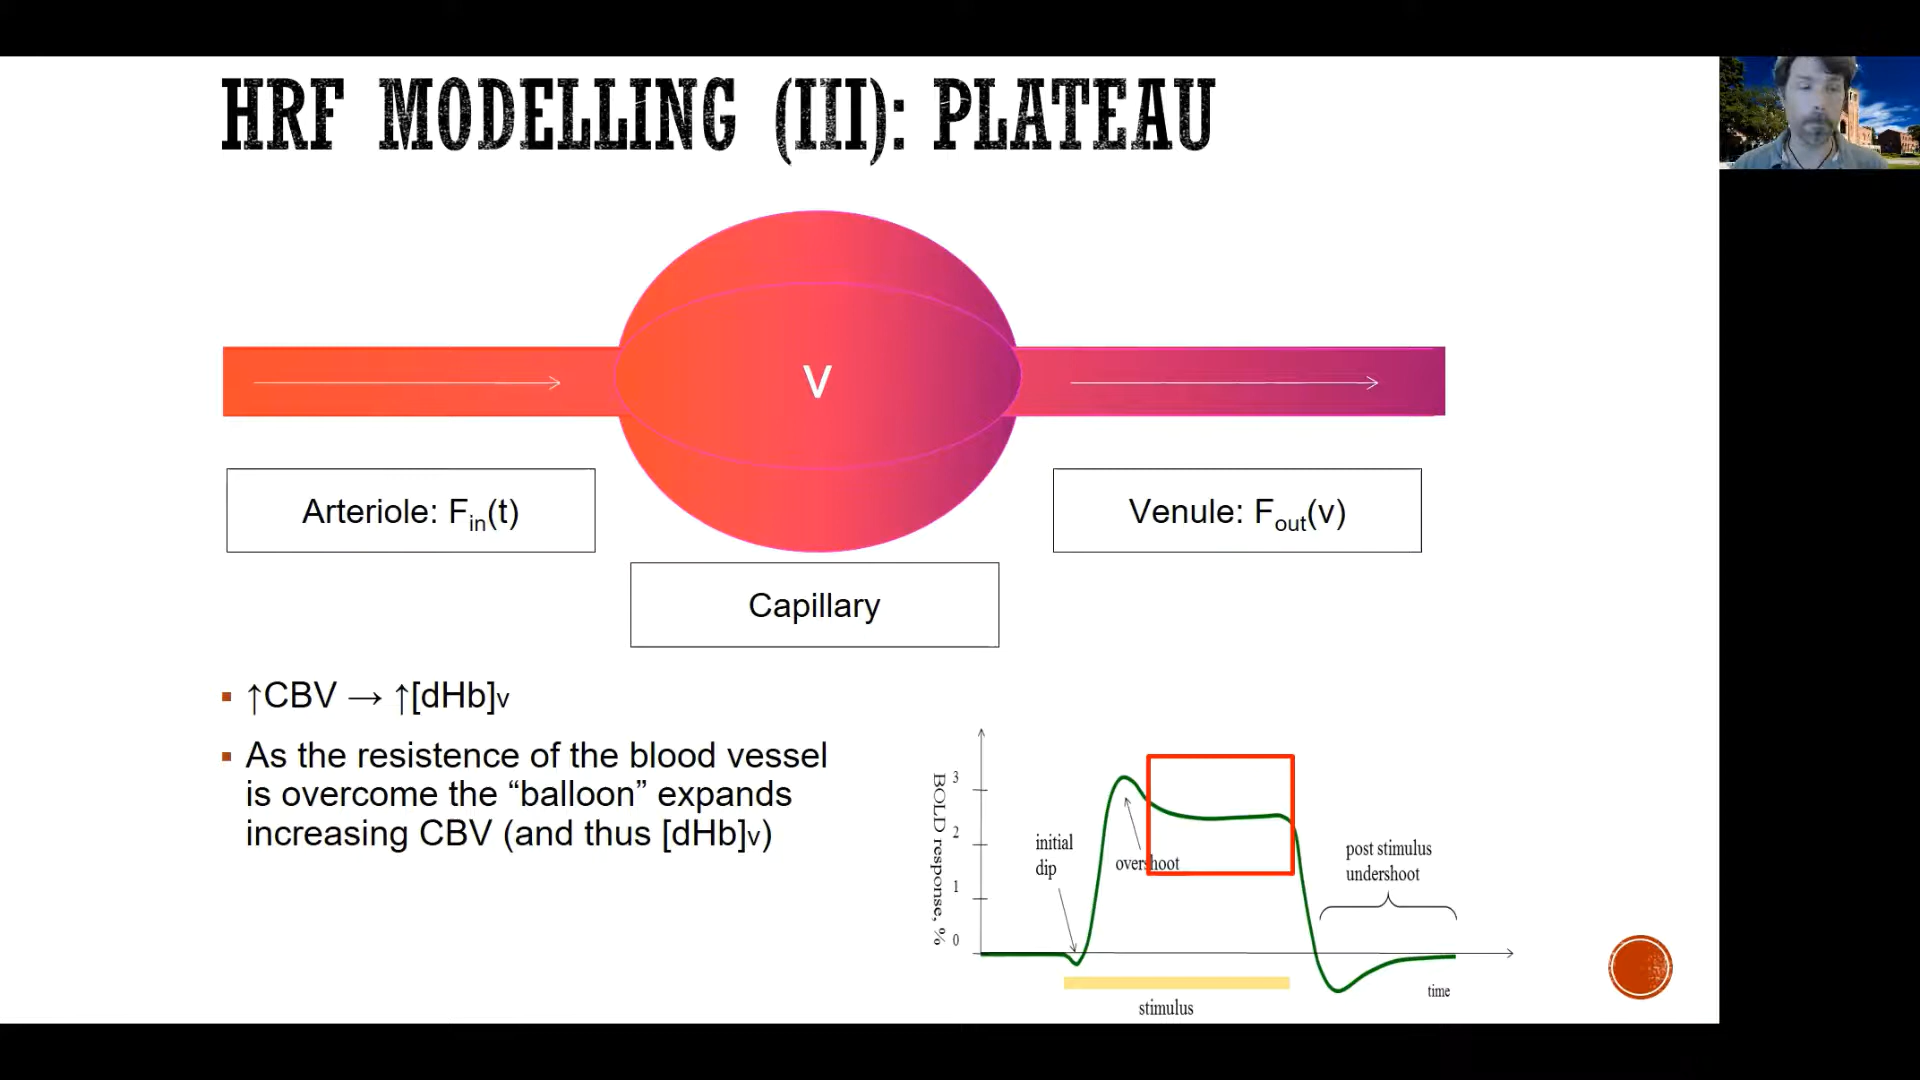 HRF MODELLING (III): PLATEAU
V
Arteriole: Fin(t)
Venule: Fout(v)
Capillary
↑CBV → ↑[dHb]v
As the resistence of the blood vessel
is overcome the “balloon” expands
increasing CBV (and thus [dHb]v)
BOLD response, %
3
2
1
0
initial
dip
overshoot
post stimulus
undershoot
time
stimulus